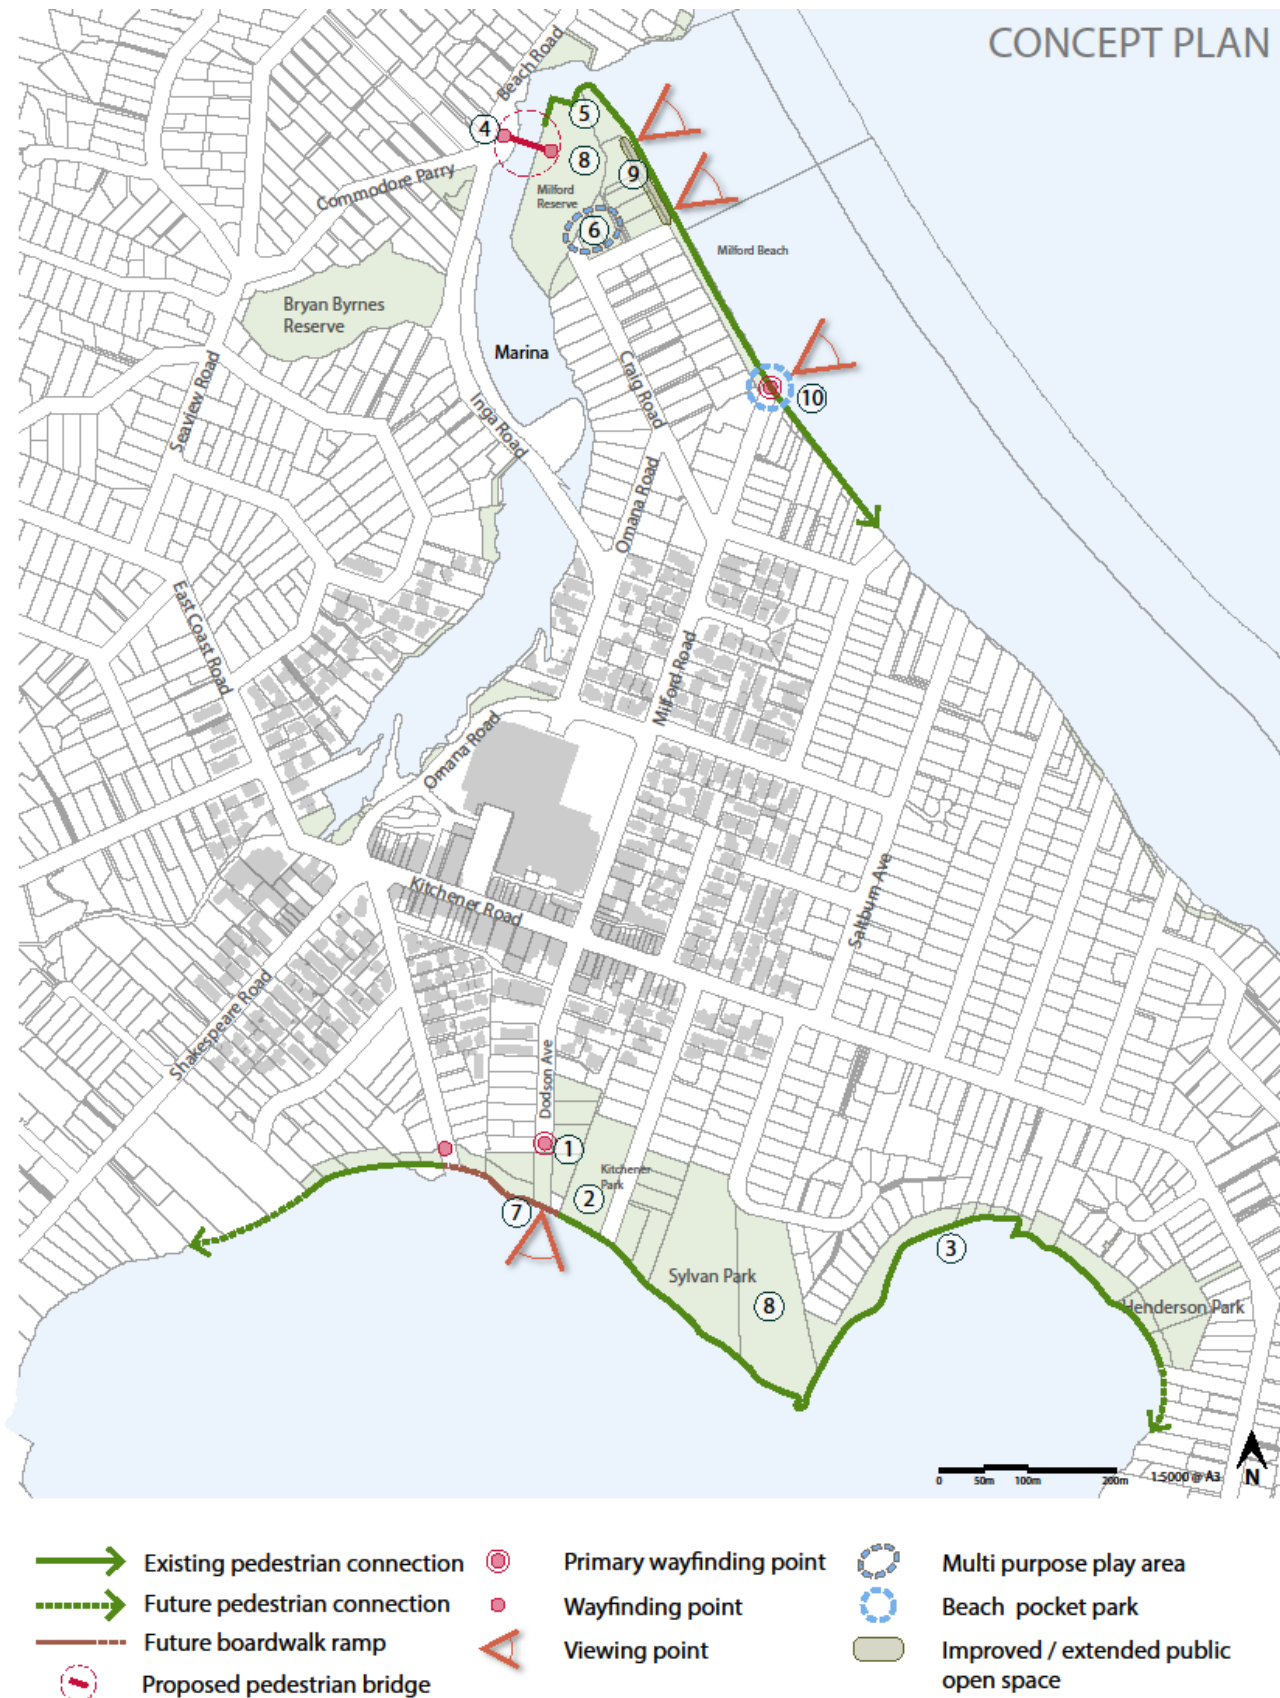 CONCEPT PLAN
Beach Road
4
5
8
9
Commodore Parry
Milford
Reserve
6
Milford Beach
Bryan Byrnes
Reserve
Marina
Craig Road
10
Seaview Road
Inga Road
Omana Road
East Coast Road
Milford Road
Omana Road
Kitchener Road
Saltburn Ave
Shakespeare Road
Dodson Ave
1
Kitchener
Park
2
7
3
Sylvan Park
8
Henderson Park
0 50m 100m 200m 1:5000 @ A3 N
Existing pedestrian connection
Future pedestrian connection
Future boardwalk ramp
Proposed pedestrian bridge
Primary wayfinding point
Wayfinding point
Viewing point
Multi purpose play area
Beach pocket park
Improved / extended public
open space